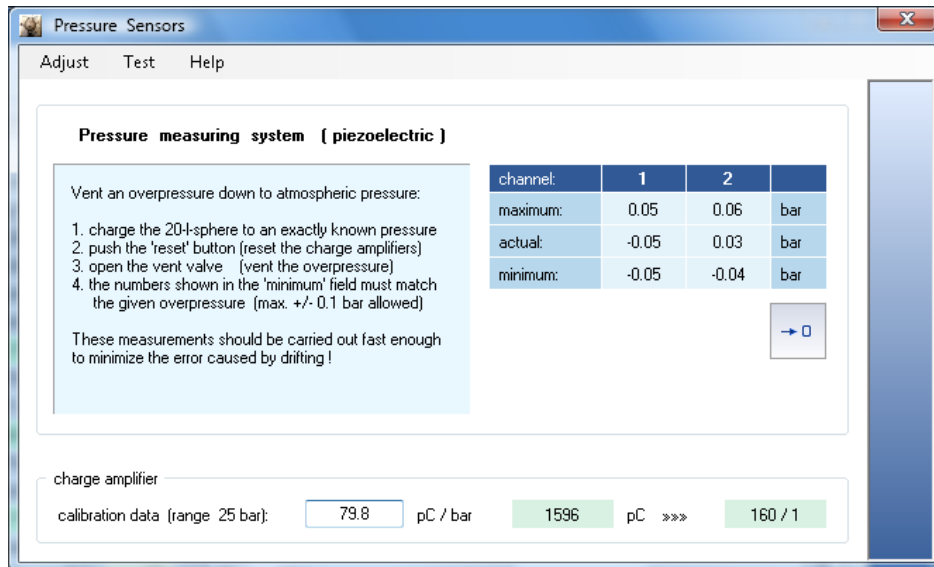 Pressure Sensors
X
Adjust Test Help
Pressure measuring system ( piezoelectric )
Vent an overpressure down to atmospheric pressure:
1. charge the 20-l-sphere to an exactly known pressure
2. push the 'reset' button (reset the charge amplifiers)
3. open the vent valve (vent the overpressure)
4. the numbers shown in the 'minimum' field must match
the given overpressure (max. +/- 0.1 bar allowed)
These measurements should be carried out fast enough
to minimize the error caused by drifting !
channel: 1 2
maximum: 0.05 0.06 bar
actual: -0.05 0.03 bar
minimum: -0.05 -0.04 bar
→ 0
charge amplifier
calibration data (range 25 bar): 79.8 pC / bar 1596 pC »»» 160 / 1